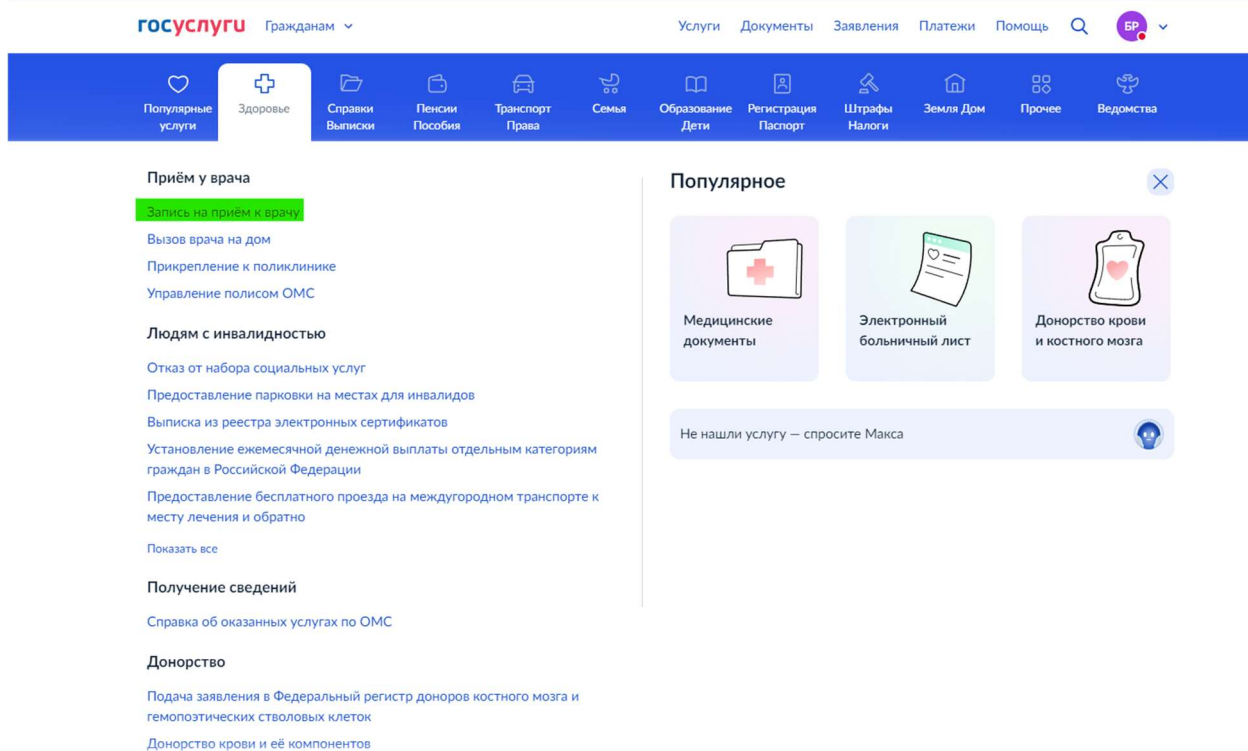 госуслуги Гражданам
Услуги Документы Заявления Платежи Помощь БР
Популярные услуги
Здоровье
Справки Выписки
Пенсии Пособия
Транспорт Права
Семья
Образование Дети
Регистрация Паспорт
Штрафы Налоги
Земля Дом
Прочее
Ведомства
Приём у врача
Запись на приём к врачу
Вызов врача на дом
Прикрепление к поликлинике
Управление полисом ОМС
Людям с инвалидностью
Отказ от набора социальных услуг
Предоставление парковки на местах для инвалидов
Выписка из реестра электронных сертификатов
Установление ежемесячной денежной выплаты отдельным категориям
граждан в Российской Федерации
Предоставление бесплатного проезда на междугородном транспорте к
месту лечения и обратно
Показать все
Получение сведений
Справка об оказанных услугах по ОМС
Донорство
Подача заявления в Федеральный регистр доноров костного мозга и
гемопоэтических стволовых клеток
Донорство крови и её компонентов
Популярное
Медицинские
документы
Электронный
больничный лист
Донорство крови
и костного мозга
Не нашли услугу — спросите Макса